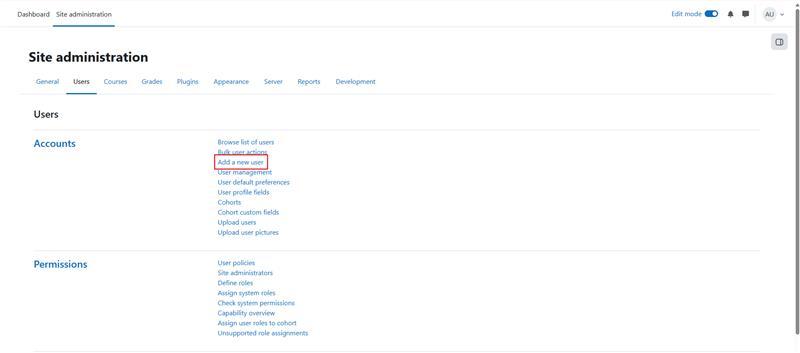 Dashboard Site administration Edit mode AU
Site administration
General Users Courses Grades Plugins Appearance Server Reports Development
Users
Accounts
Browse list of users
Bulk user actions
Add a new user
User management
User default preferences
User profile fields
Cohorts
Cohort custom fields
Upload users
Upload user pictures
Permissions
User policies
Site administrators
Define roles
Assign system roles
Check system permissions
Capability overview
Assign user roles to cohort
Unsupported role assignments